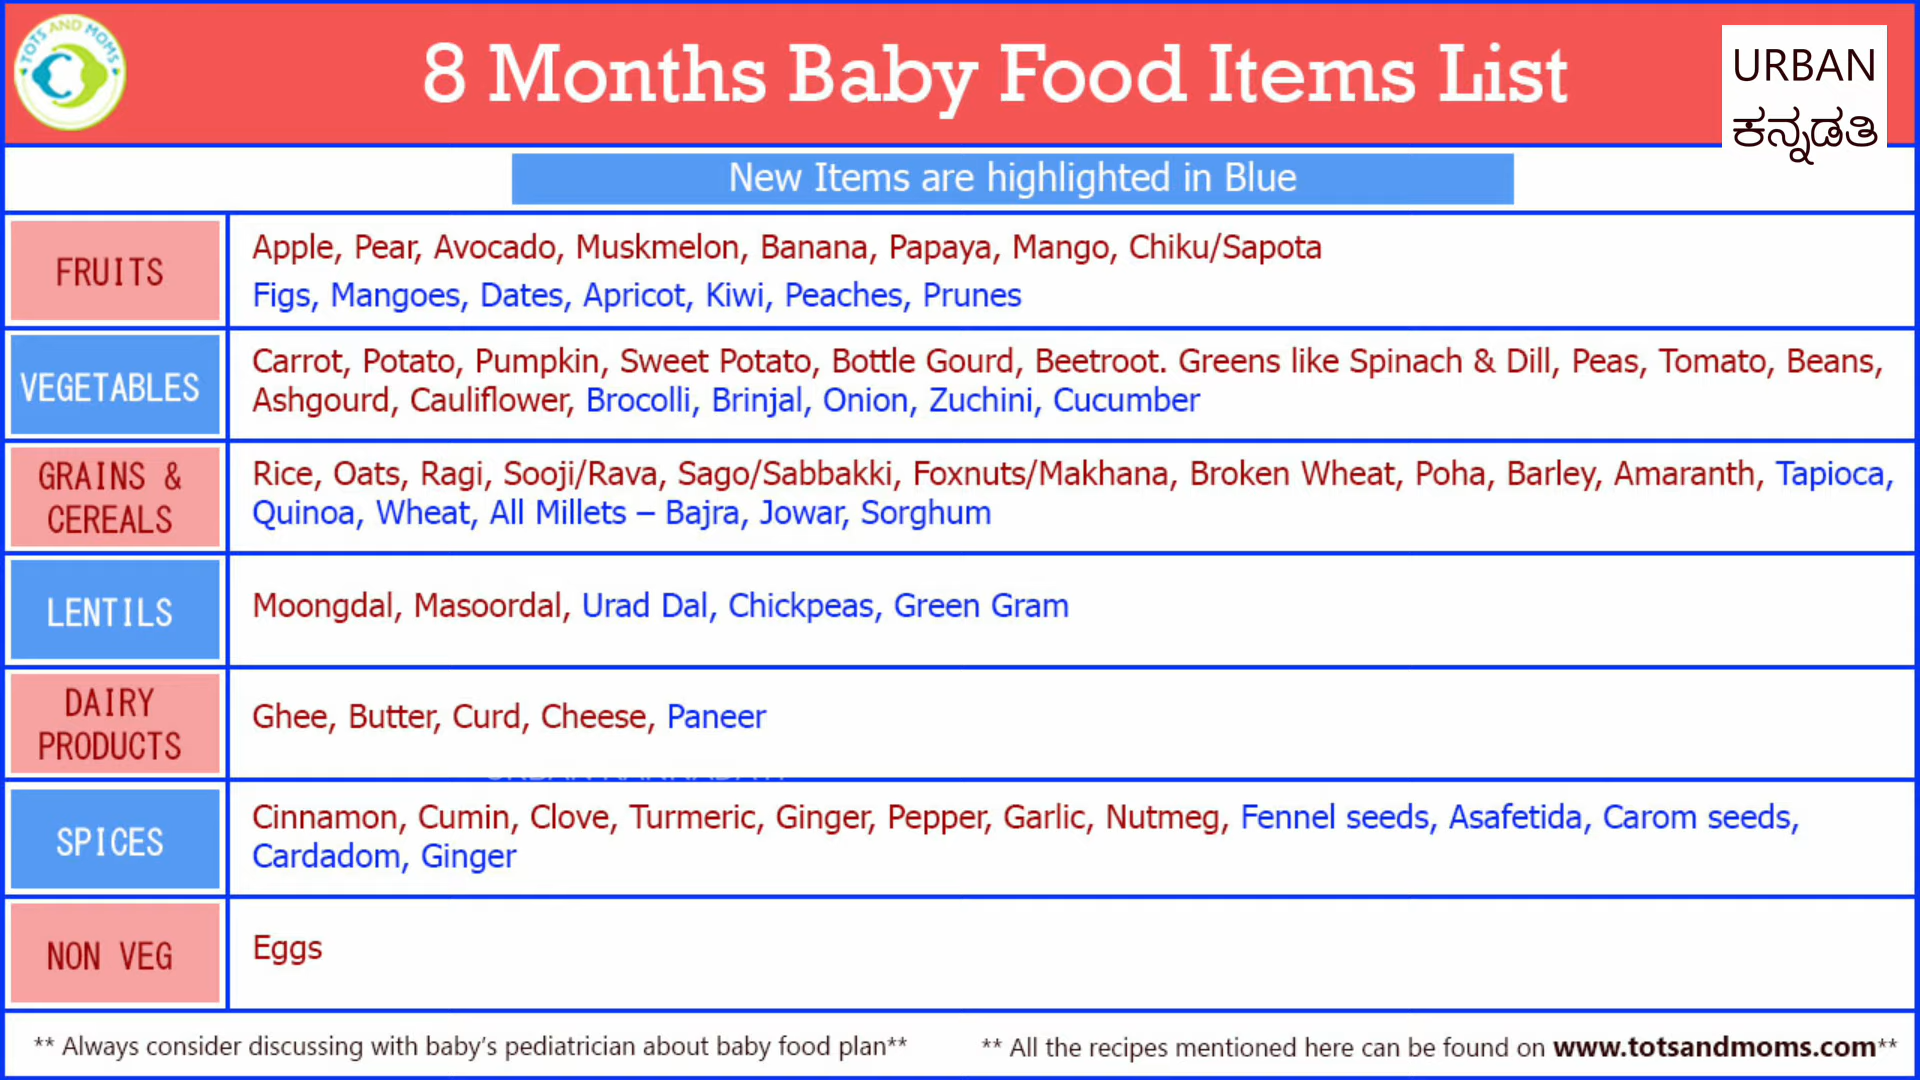 TOTS AND MOMS
8 Months Baby Food Items List
URBAN
ಕನ್ನಡತಿ
New Items are highlighted in Blue
FRUITS
Apple, Pear, Avocado, Muskmelon, Banana, Papaya, Mango, Chiku/Sapota
Figs, Mangoes, Dates, Apricot, Kiwi, Peaches, Prunes
VEGETABLES
Carrot, Potato, Pumpkin, Sweet Potato, Bottle Gourd, Beetroot. Greens like Spinach & Dill, Peas, Tomato, Beans,
Ashgourd, Cauliflower, Brocolli, Brinjal, Onion, Zuchini, Cucumber
GRAINS &
CEREALS
Rice, Oats, Ragi, Sooji/Rava, Sago/Sabbakki, Foxnuts/Makhana, Broken Wheat, Poha, Barley, Amaranth, Tapioca,
Quinoa, Wheat, All Millets – Bajra, Jowar, Sorghum
LENTILS
Moongdal, Masoordal, Urad Dal, Chickpeas, Green Gram
DAIRY
PRODUCTS
Ghee, Butter, Curd, Cheese, Paneer
SPICES
Cinnamon, Cumin, Clove, Turmeric, Ginger, Pepper, Garlic, Nutmeg, Fennel seeds, Asafetida, Carom seeds,
Cardadom, Ginger
NON VEG
Eggs
** Always consider discussing with baby's pediatrician about baby food plan**
** All the recipes mentioned here can be found on www.totsandmoms.com**